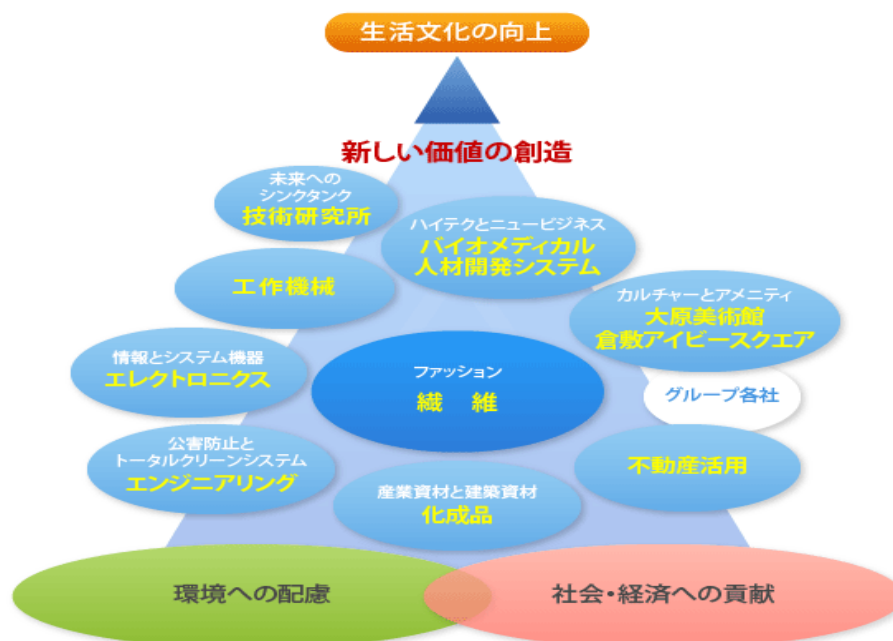 生活文化の向上
新しい価値の創造
未来への
シンクタンク
技術研究所
ハイテクとニュービジネス
バイオメディカル
人材開発システム
工作機械
カルチャーとアメニティ
大原美術館
倉敷アイビースクエア
情報とシステム機器
エレクトロニクス
ファッション
繊 維
グループ各社
公害防止と
トータルクリーンシステム
エンジニアリング
不動産活用
産業資材と建築資材
化成品
環境への配慮
社会・経済への貢献